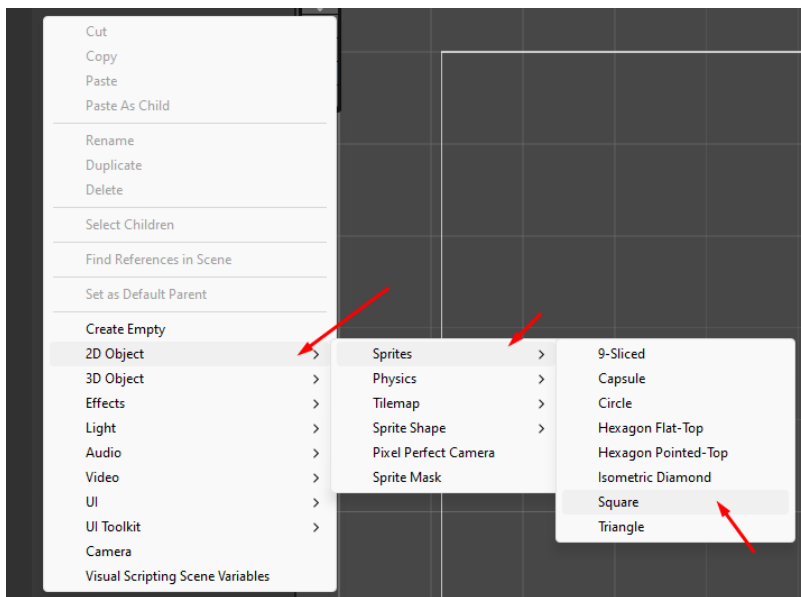 Cut
Copy
Paste
Paste As Child
Rename
Duplicate
Delete
Select Children
Find References in Scene
Set as Default Parent
Create Empty
2D Object
3D Object
Effects
Light
Audio
Video
UI
UI Toolkit
Camera
Visual Scripting Scene Variables
Sprites
Physics
Tilemap
Sprite Shape
Pixel Perfect Camera
Sprite Mask
9-Sliced
Capsule
Circle
Hexagon Flat-Top
Hexagon Pointed-Top
Isometric Diamond
Square
Triangle